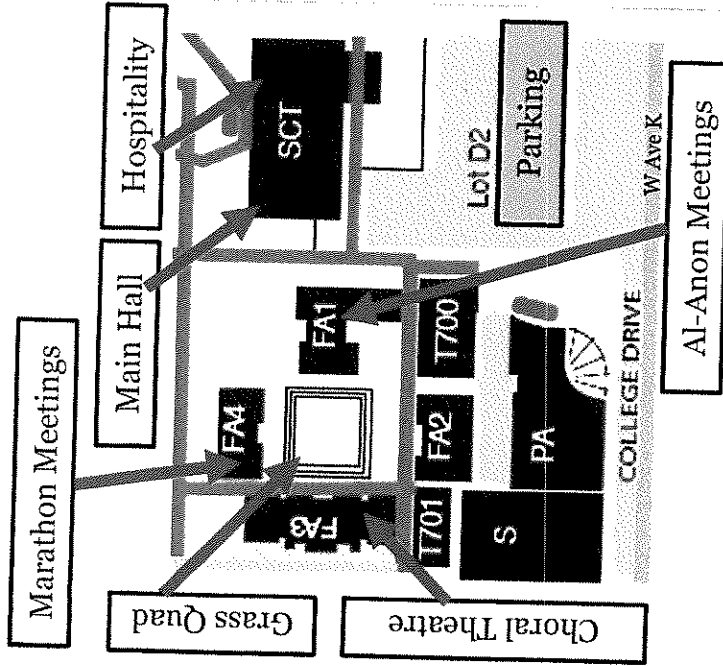 Hospitality
Main Hall
Marathon Meetings
SCT
Lot D2
Parking
W Ave K
Al-Anon Meetings
FA1
FA4
FA3
T700
FA2
T701
PA
S
COLLEGE DRIVE
Grass Quad
Choral Theatre